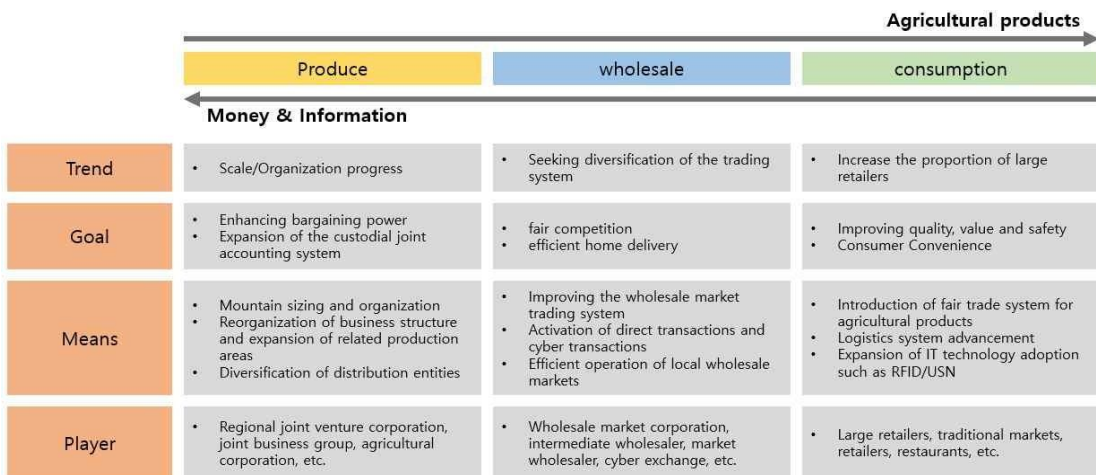 Agricultural products
Produce
wholesale
consumption
Money & Information
Trend
• Scale/Organization progress
• Seeking diversification of the trading
system
• Increase the proportion of large
retailers
Goal
• Enhancing bargaining power
• Expansion of the custodial joint
accounting system
• fair competition
• efficient home delivery
• Improving quality, value and safety
• Consumer Convenience
Means
• Mountain sizing and organization
• Reorganization of business structure
and expansion of related production
areas
• Diversification of distribution entities
• Improving the wholesale market
trading system
• Activation of direct transactions and
cyber transactions
• Efficient operation of local wholesale
markets
• Introduction of fair trade system for
agricultural products
• Logistics system advancement
• Expansion of IT technology adoption
such as RFID/USN
Player
• Regional joint venture corporation,
joint business group, agricultural
corporation, etc.
• Wholesale market corporation,
intermediate wholesaler, market
wholesaler, cyber exchange, etc.
• Large retailers, traditional markets,
retailers, restaurants, etc.